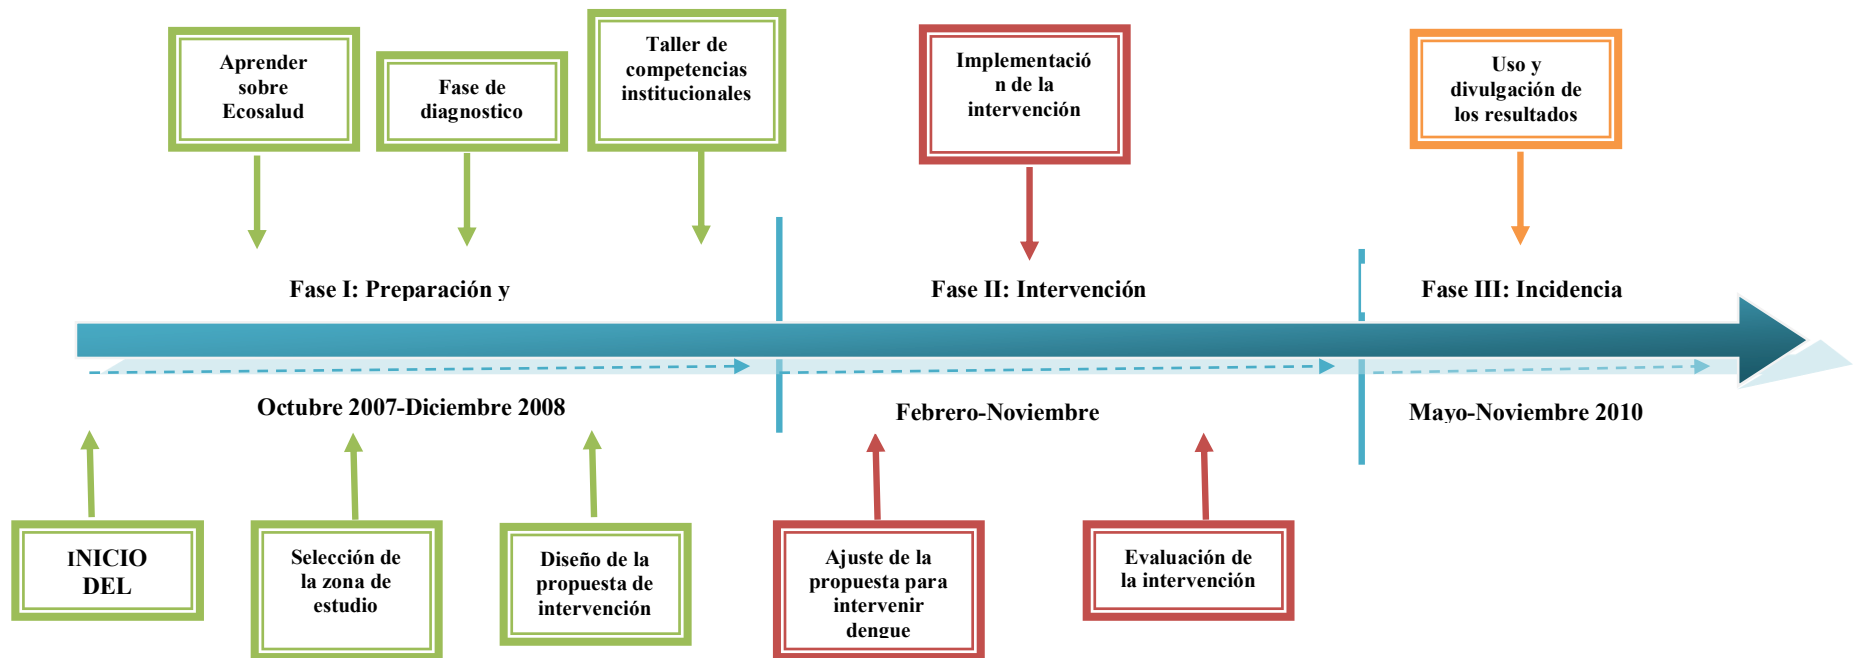 Aprender
sobre
Ecosalud
Fase de
diagnostico
Taller de
competencias
institucionales
Implementació
n de la
intervención
Uso y
divulgación de
los resultados
Fase I: Preparación y
Fase II: Intervención
Fase III: Incidencia
Octubre 2007-Diciembre 2008
Febrero-Noviembre
Mayo-Noviembre 2010
INICIO
DEL
Selección de
la zona de
estudio
Diseño de la
propuesta de
intervención
Ajuste de la
propuesta para
intervenir
dengue
Evaluación de
la intervención